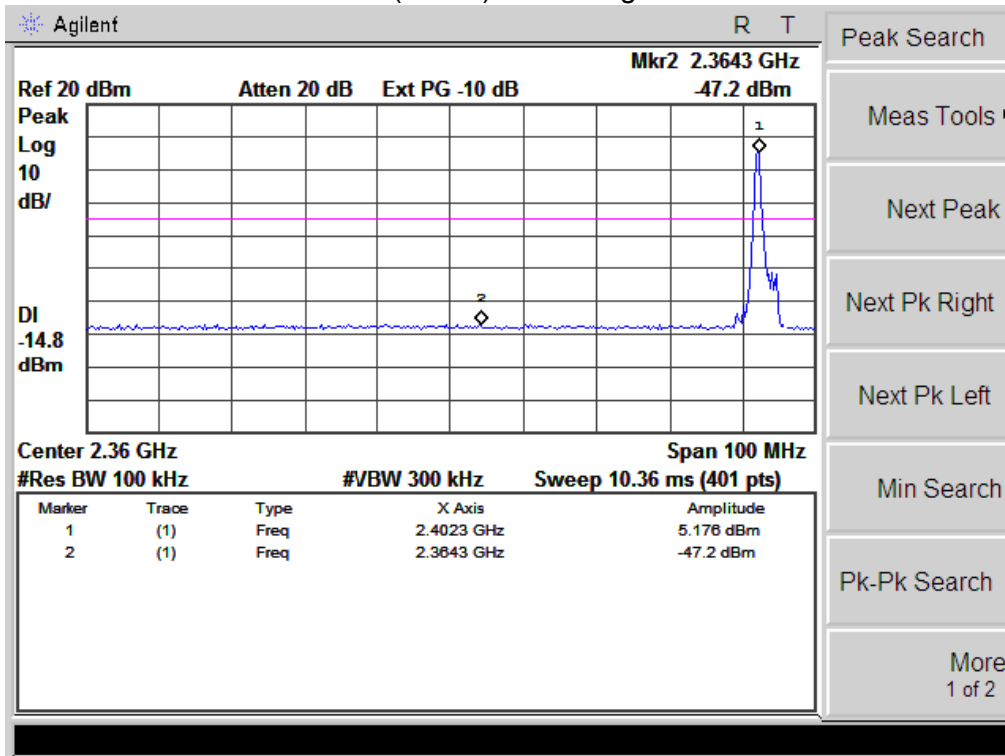 Agilent R T
Peak Search
Mkr2 2.3643 GHz
Ref 20 dBm Atten 20 dB Ext PG -10 dB -47.2 dBm
Peak
Log
10
dB/
1
2
DI
-14.8
dBm
Center 2.36 GHz Span 100 MHz
#Res BW 100 kHz #VBW 300 kHz Sweep 10.36 ms (401 pts)
Marker Trace Type X Axis Amplitude
1 (1) Freq 2.4023 GHz 5.176 dBm
2 (1) Freq 2.3643 GHz -47.2 dBm
Meas Tools
Next Peak
Next Pk Right
Next Pk Left
Min Search
Pk-Pk Search
More
1 of 2